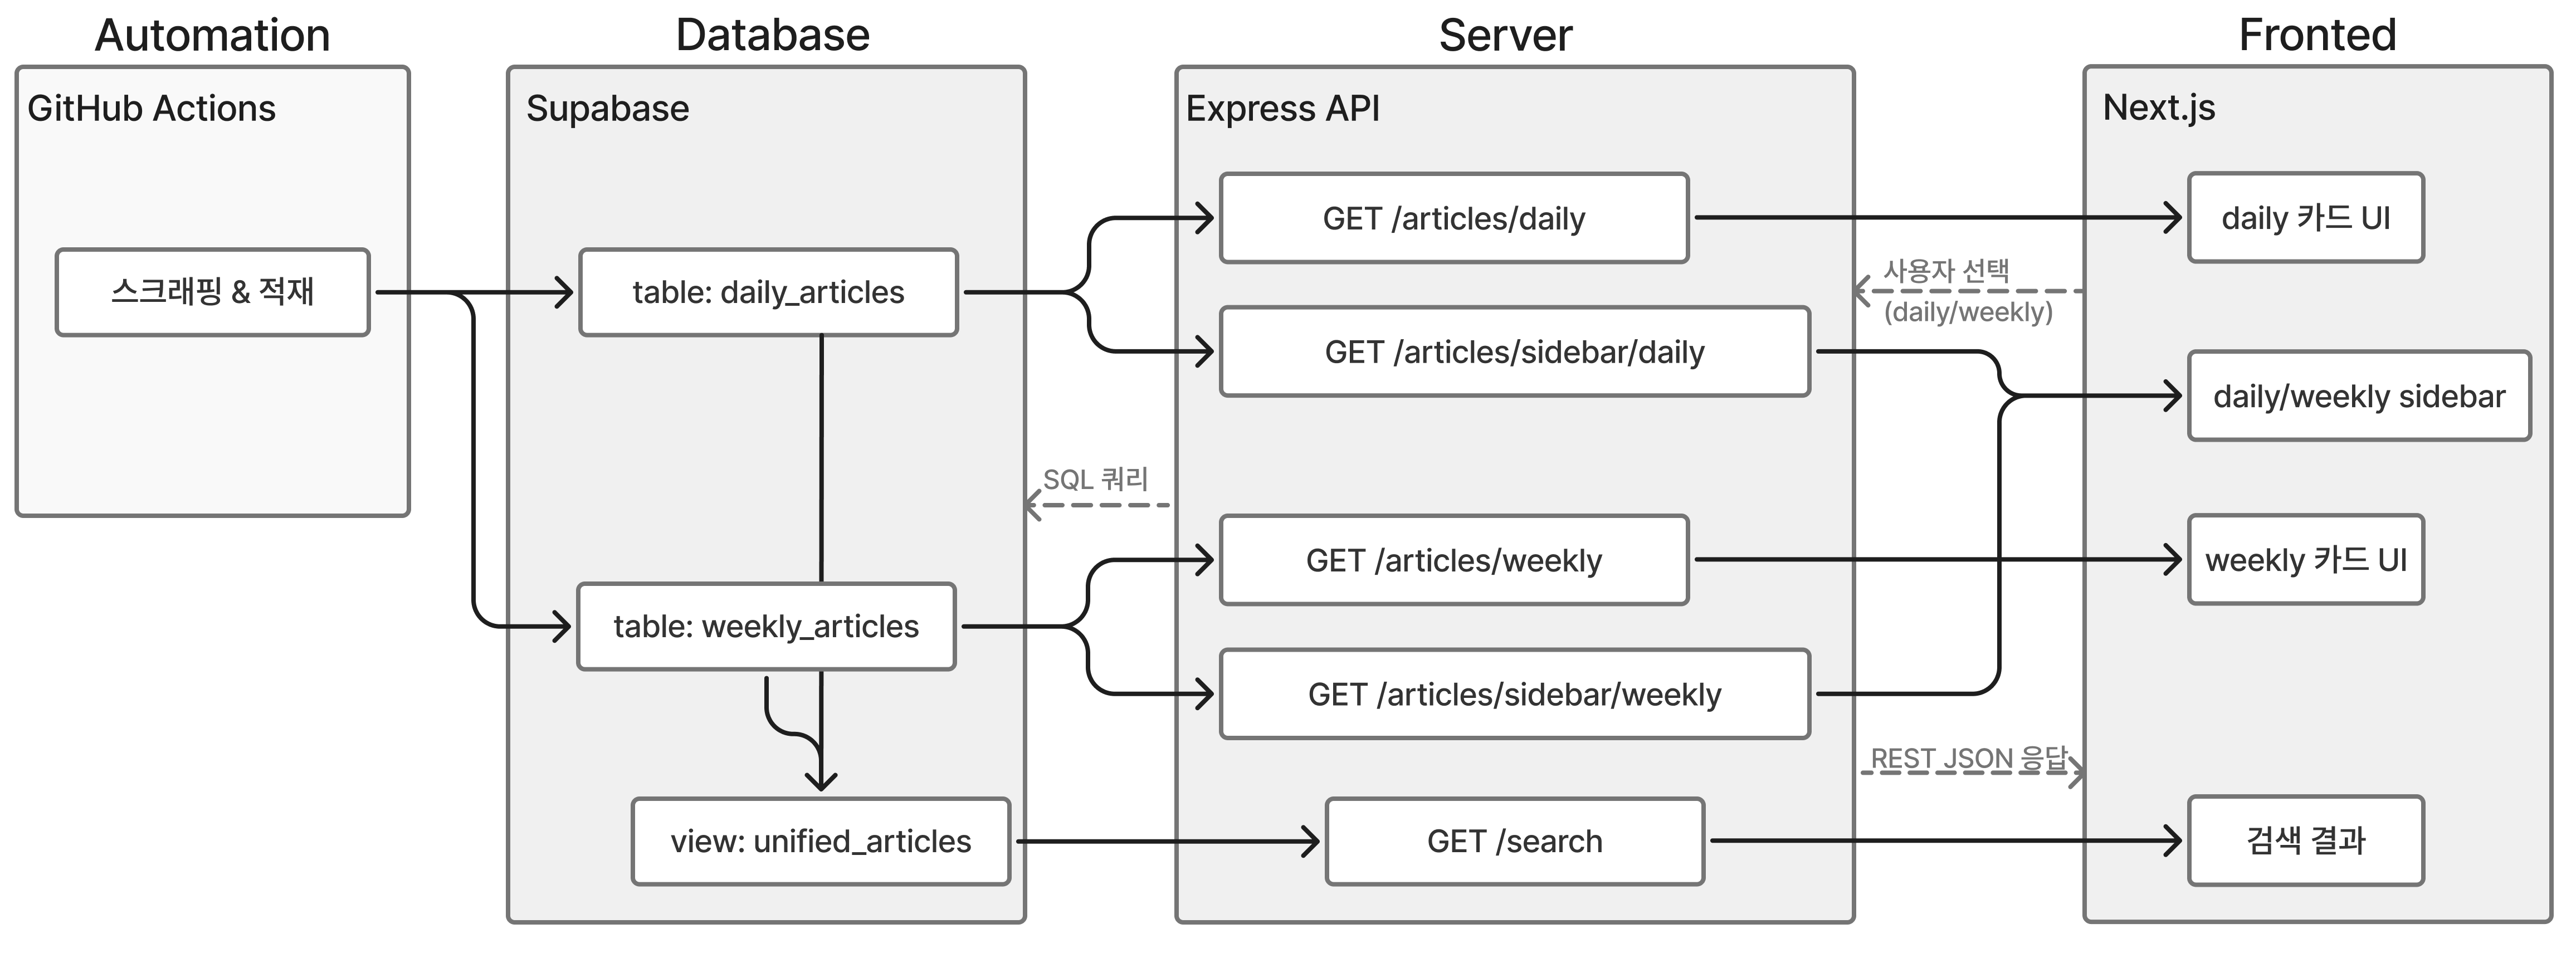 Automation
GitHub Actions
스크래핑 & 적재
Database
Supabase
table: daily_articles
table: weekly_articles
view: unified_articles
SQL 쿼리
Server
Express API
GET /articles/daily
GET /articles/sidebar/daily
GET /articles/weekly
GET /articles/sidebar/weekly
GET /search
사용자 선택
(daily/weekly)
REST JSON 응답
Fronted
Next.js
daily 카드 UI
daily/weekly sidebar
weekly 카드 UI
검색 결과